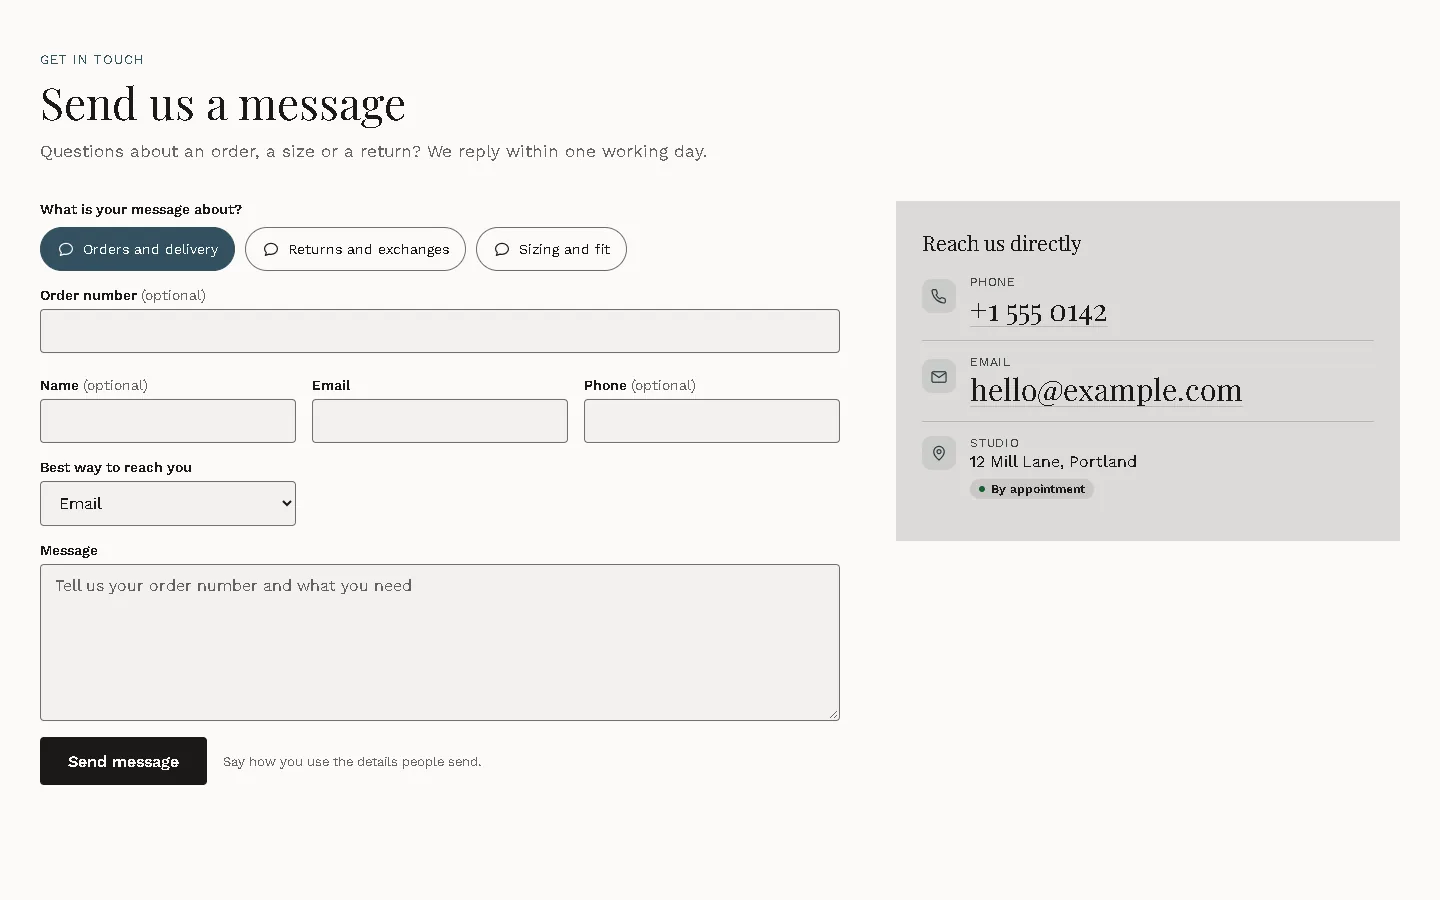 GET IN TOUCH
Send us a message
Questions about an order, a size or a return? We reply within one working day.
What is your message about?
Orders and delivery
Returns and exchanges
Sizing and fit
Order number (optional)
Name (optional)
Email
Phone (optional)
Best way to reach you
Email
Message
Tell us your order number and what you need
Send message
Say how you use the details people send.
Reach us directly
PHONE
+1 555 0142
EMAIL
hello@example.com
STUDIO
12 Mill Lane, Portland
By appointment